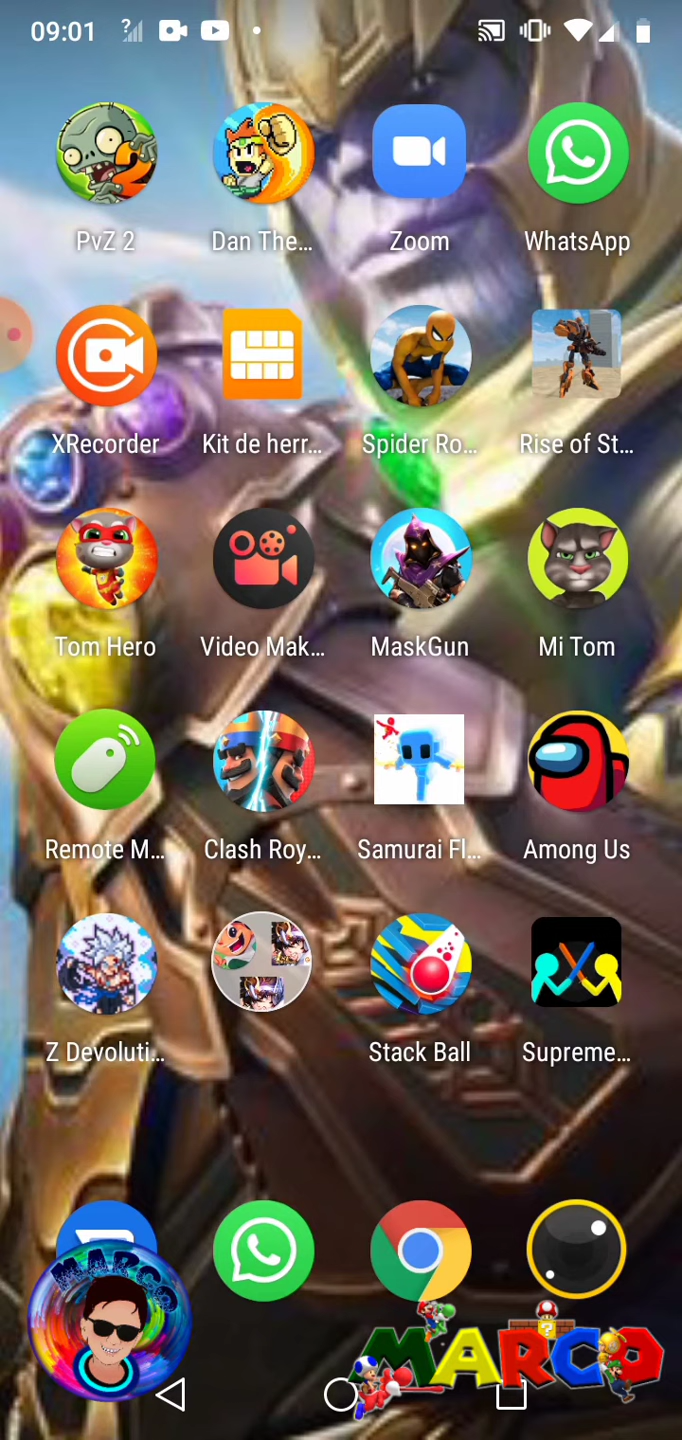 09:01
PvZ 2
Dan The...
Zoom
WhatsApp
XRecorder
Kit de herr...
Spider Ro...
Rise of St...
Tom Hero
Video Mak...
MaskGun
Mi Tom
Remote M...
Clash Roy...
Samurai Fl...
Among Us
Z Devoluti...
Stack Ball
Supreme...
MARCO
MARCO